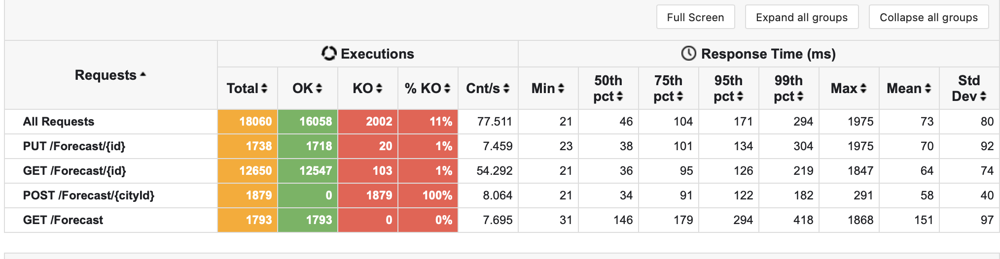 Full Screen Expand all groups Collapse all groups
Requests Executions Response Time (ms)
Total OK KO % KO Cnt/s Min 50th pct 75th pct 95th pct 99th pct Max Mean Std Dev
All Requests 18060 16058 2002 11% 77.511 21 46 104 171 294 1975 73 80
PUT /Forecast/{id} 1738 1718 20 1% 7.459 23 38 101 134 304 1975 70 92
GET /Forecast/{id} 12650 12547 103 1% 54.292 21 36 95 126 219 1847 64 74
POST /Forecast/{cityId} 1879 0 1879 100% 8.064 21 34 91 122 182 291 58 40
GET /Forecast 1793 1793 0 0% 7.695 31 146 179 294 418 1868 151 97